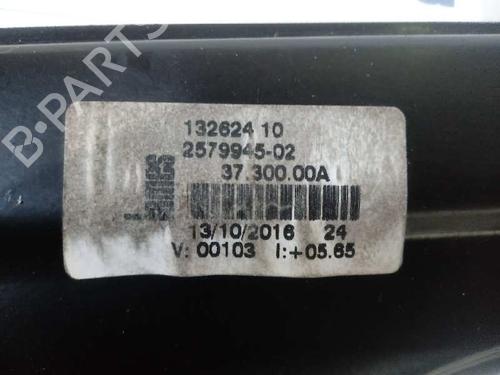 B-PARTS
132624 10
2579945-02
37.300.00A
13/10/2016 24
V: 00103 I:+05.65